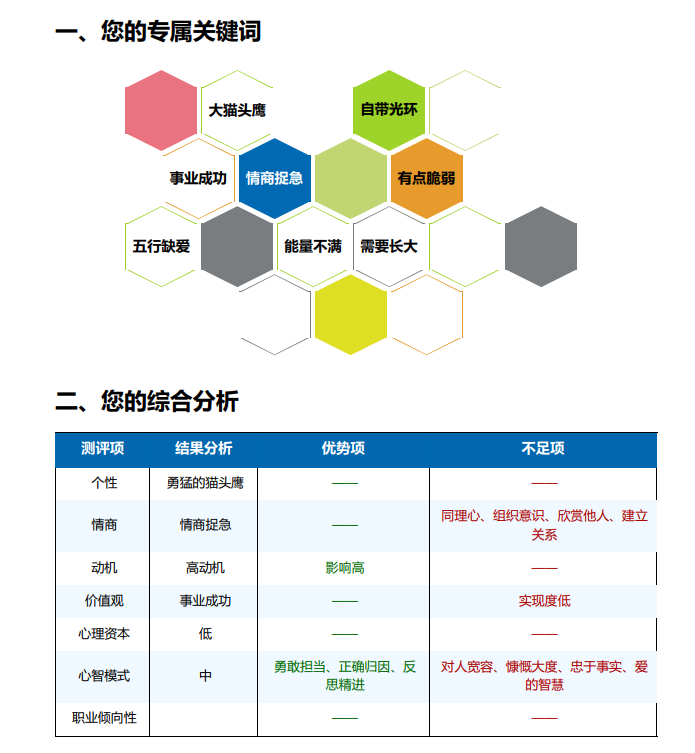 一、您的专属关键词
大猫头鹰
自带光环
事业成功
情商捉急
有点脆弱
五行缺爱
能量不满
需要长大
二、您的综合分析
测评项 结果分析 优势项 不足项
个性 勇猛的猫头鹰 —— ——
情商 情商捉急 —— 同理心、组织意识、欣赏他人、建立
关系
动机 高动机 影响高 ——
价值观 事业成功 —— 实现度低
心理资本 低 —— ——
心智模式 中 勇敢担当、正确归因、反
思精进 对人宽容、慷慨大度、忠于事实、爱
的智慧
职业倾向性 —— ——